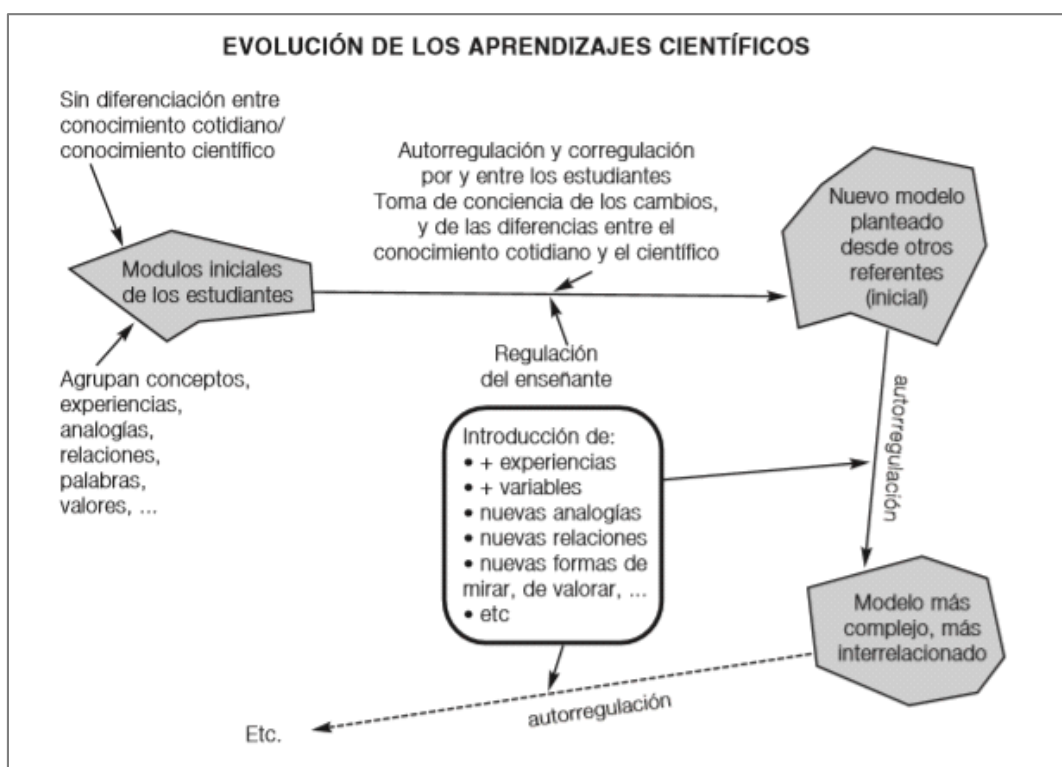 EVOLUCIÓN DE LOS APRENDIZAJES CIENTÍFICOS
Sin diferenciación entre
conocimiento cotidiano/
conocimiento científico
Autorregulación y corregulación
por y entre los estudiantes
Toma de conciencia de los cambios,
y de las diferencias entre el
conocimiento cotidiano y el científico
Nuevo modelo
planteado
desde otros
referentes
(inicial)
Modulos iniciales
de los estudiantes
Regulación
del enseñante
Agrupan conceptos,
experiencias,
analogías,
relaciones,
palabras,
valores, ...
autorregulación
Introducción de:
• + experiencias
• + variables
• nuevas analogías
• nuevas relaciones
• nuevas formas de
mirar, de valorar, ...
• etc
Modelo más
complejo, más
interrelacionado
autorregulación
Etc.